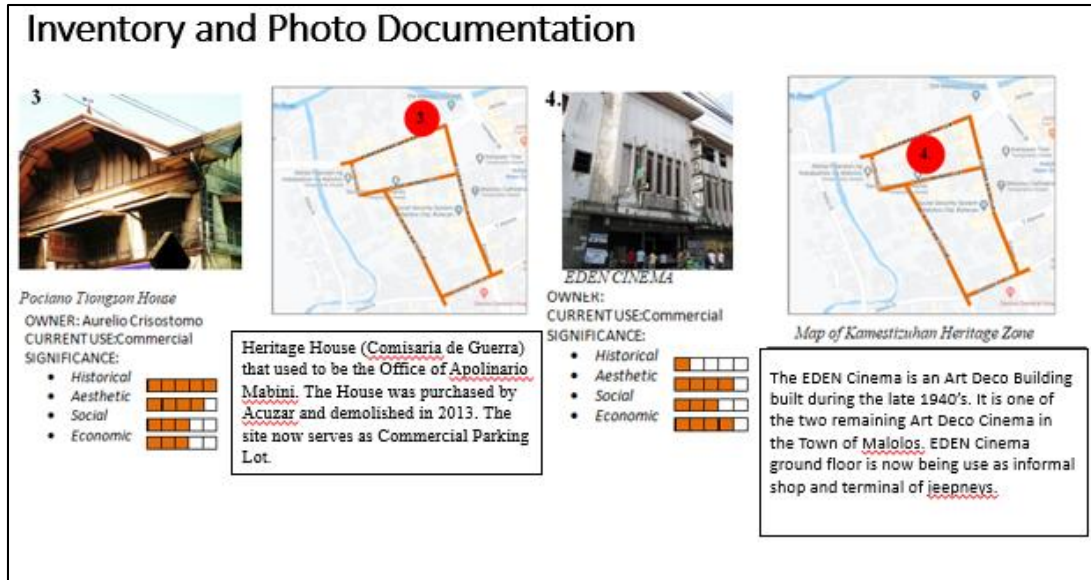 Inventory and Photo Documentation
3
3
Pociano Tiongson House
OWNER: Aurelio Crisostomo
CURRENTUSE:Commercial
SIGNIFICANCE:
• Historical
• Aesthetic
• Social
• Economic
Heritage House (Comisaria de Guerra)
that used to be the Office of Apolinario
Mabini. The House was purchased by
Acuzar and demolished in 2013. The
site now serves as Commercial Parking
Lot.
4.
4
EDEN CINEMA
OWNER:
CURRENTUSE:Commercial
SIGNIFICANCE:
• Historical
• Aesthetic
• Social
• Economic
Map of Kamestizuhan Heritage Zone
The EDEN Cinema is an Art Deco Building
built during the late 1940's. It is one of
the two remaining Art Deco Cinema in
the Town of Malolos. EDEN Cinema
ground floor is now being use as informal
shop and terminal of jeepneys.